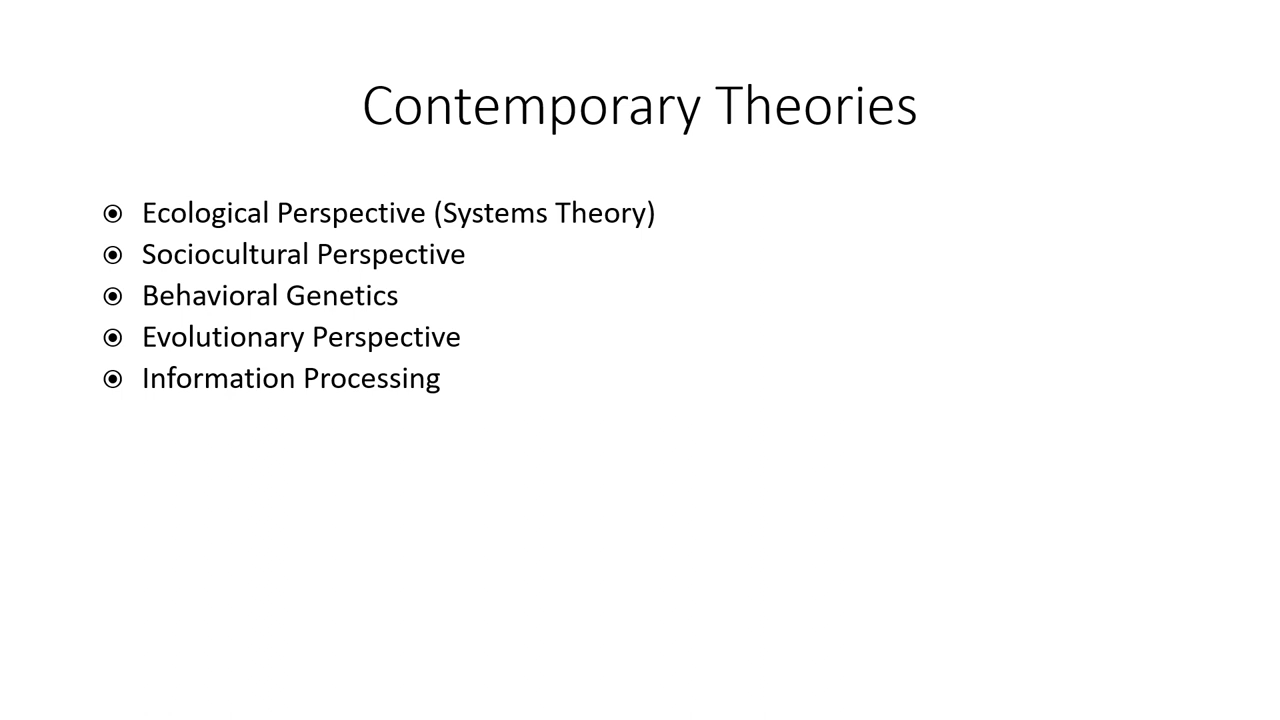 Contemporary Theories
Ecological Perspective (Systems Theory)
Sociocultural Perspective
Behavioral Genetics
Evolutionary Perspective
Information Processing